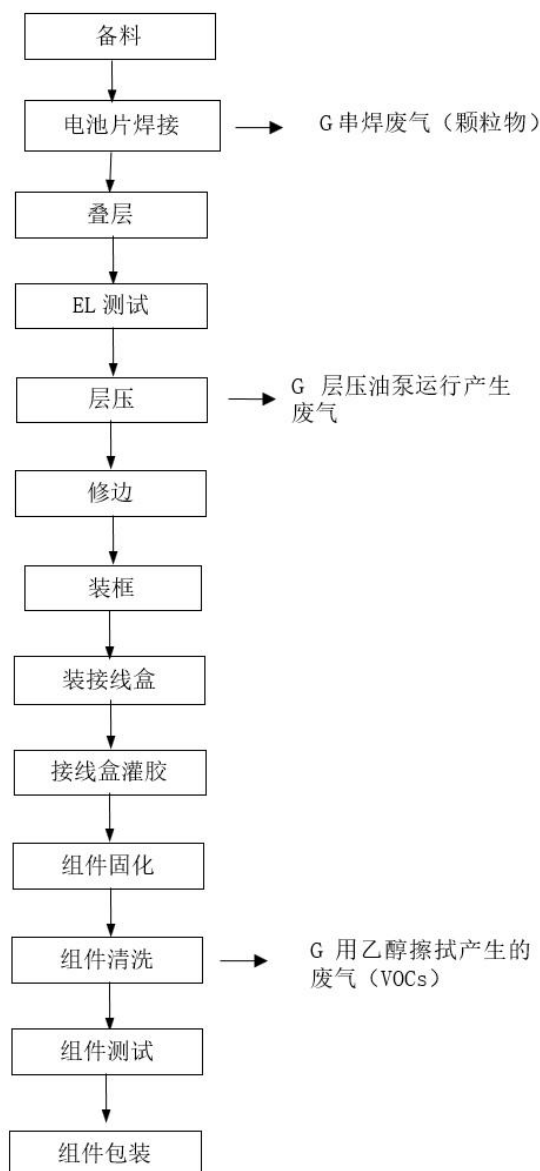 备料
电池片焊接
G 串焊废气（颗粒物）
叠层
EL 测试
层压
G 层压油泵运行产生
废气
修边
装框
装接线盒
接线盒灌胶
组件固化
组件清洗
G 用乙醇擦拭产生的
废气（VOCs）
组件测试
组件包装